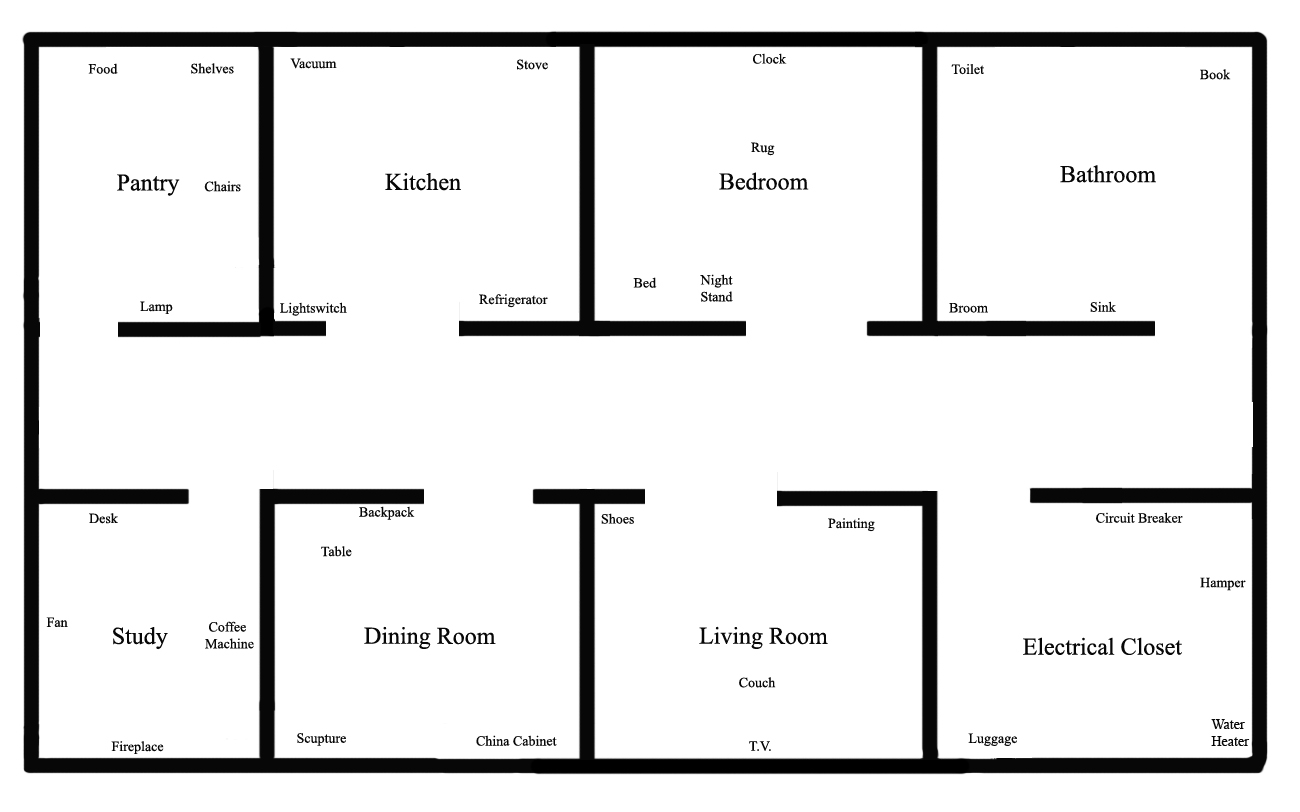 Food
Shelves
Pantry
Chairs
Lamp
Vacuum
Stove
Kitchen
Lightswitch
Refrigerator
Clock
Rug
Bedroom
Bed
Night
Stand
Toilet
Book
Bathroom
Broom
Sink
Desk
Fan
Study
Coffee
Machine
Fireplace
Backpack
Table
Dining Room
Scupture
China Cabinet
Shoes
Painting
Living Room
Couch
T.V.
Circuit Breaker
Hamper
Electrical Closet
Luggage
Water
Heater